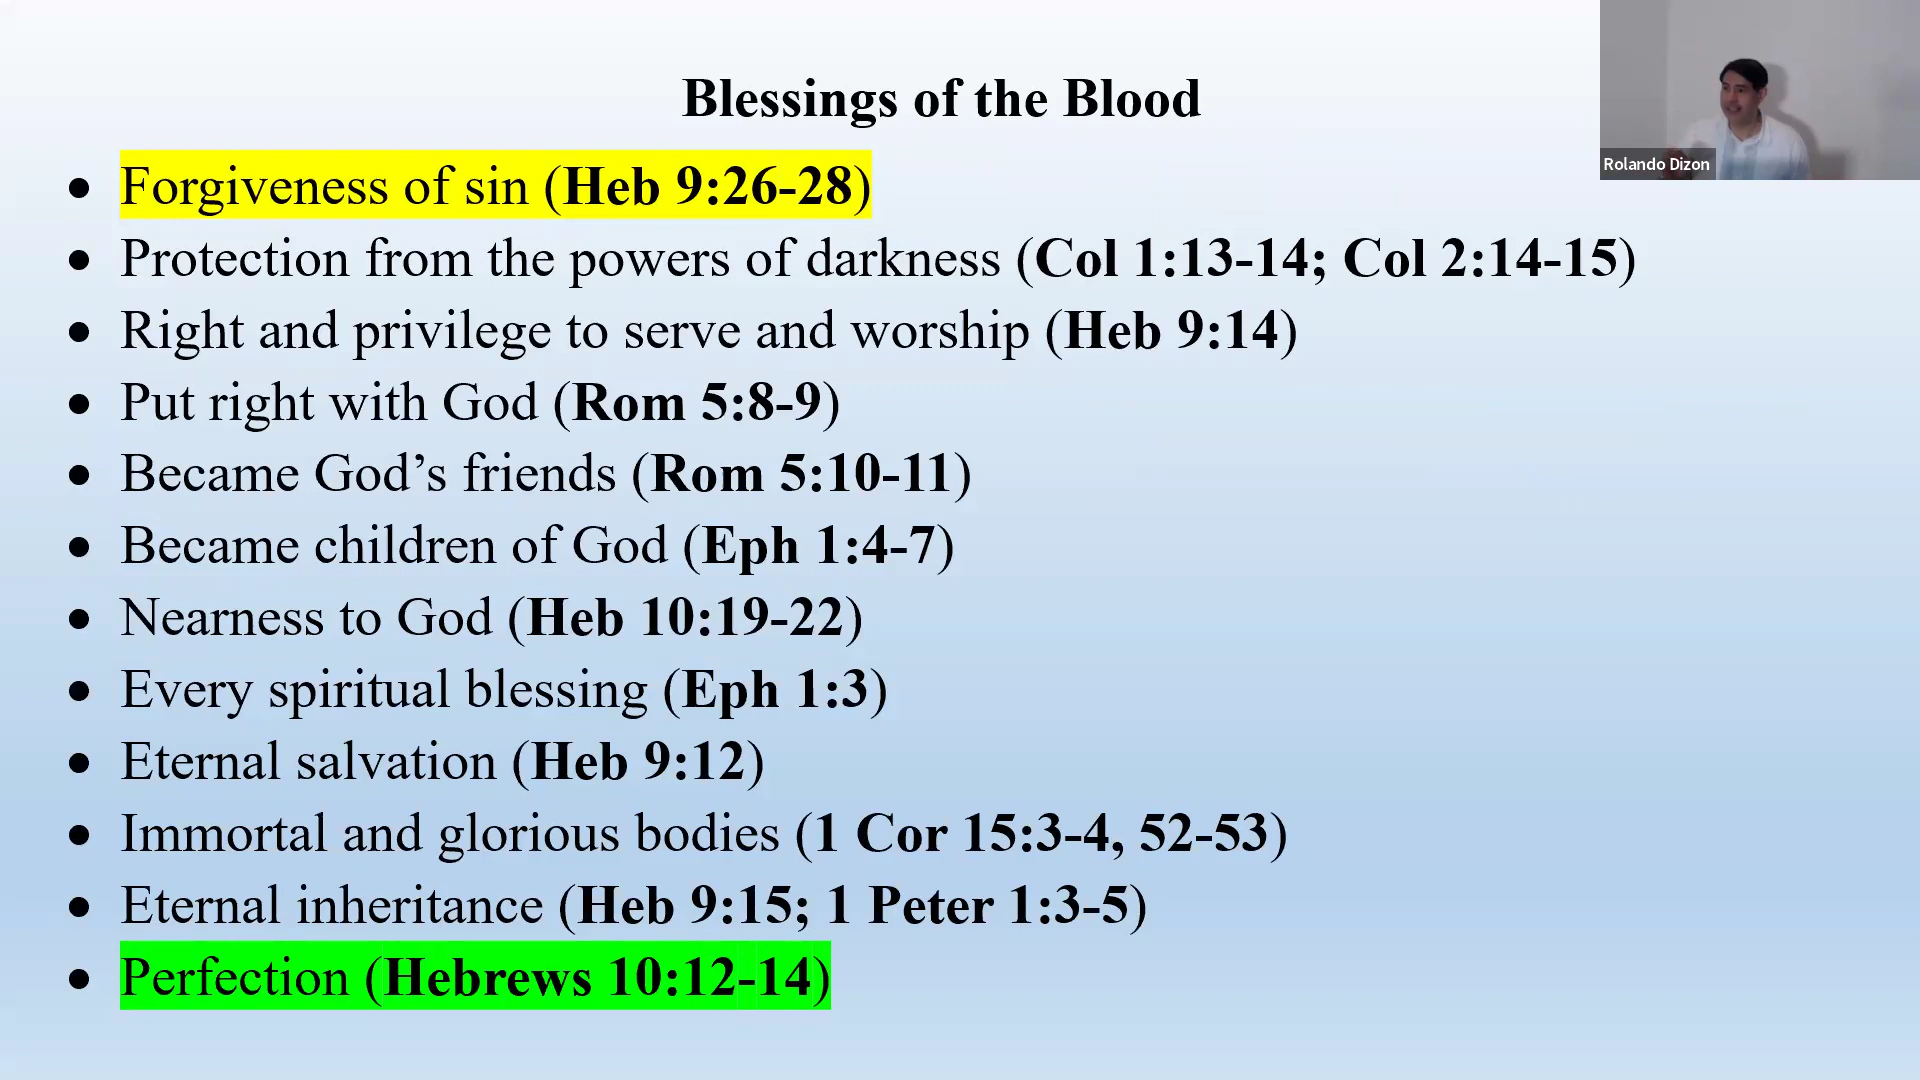 Blessings of the Blood
Rolando Dizon
• Forgiveness of sin (Heb 9:26-28)
• Protection from the powers of darkness (Col 1:13-14; Col 2:14-15)
• Right and privilege to serve and worship (Heb 9:14)
• Put right with God (Rom 5:8-9)
• Became God’s friends (Rom 5:10-11)
• Became children of God (Eph 1:4-7)
• Nearness to God (Heb 10:19-22)
• Every spiritual blessing (Eph 1:3)
• Eternal salvation (Heb 9:12)
• Immortal and glorious bodies (1 Cor 15:3-4, 52-53)
• Eternal inheritance (Heb 9:15; 1 Peter 1:3-5)
• Perfection (Hebrews 10:12-14)